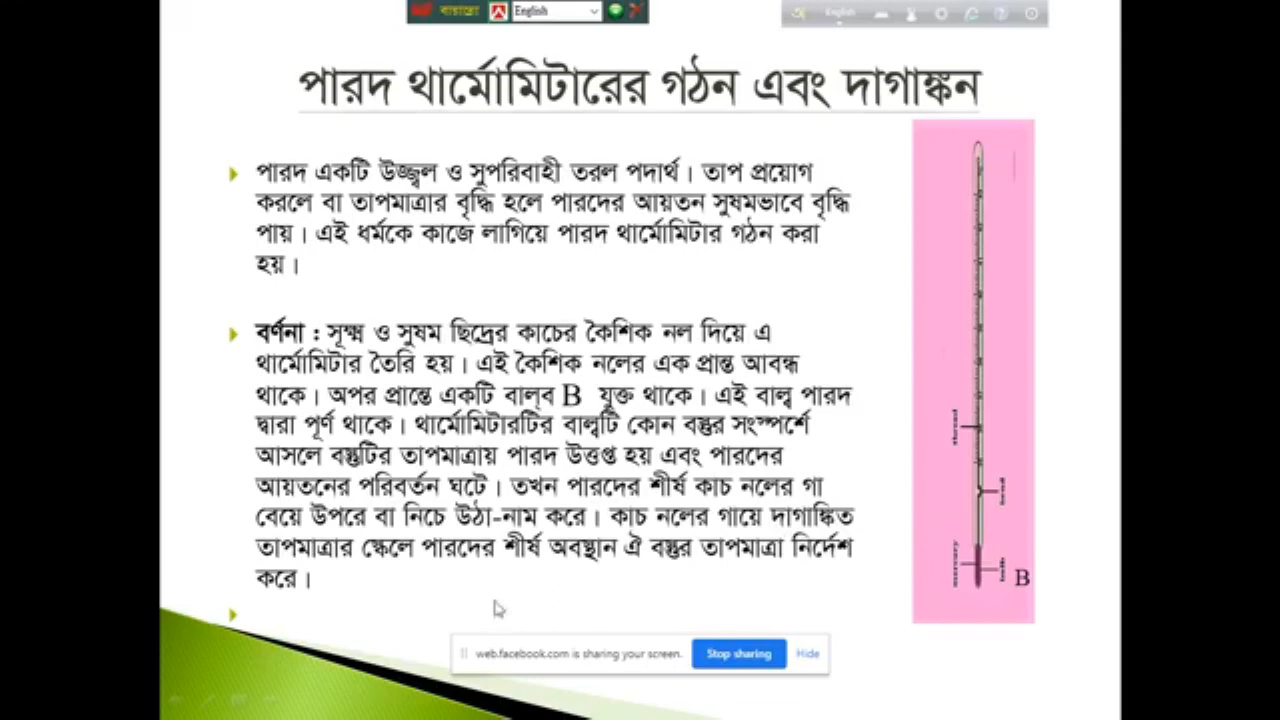 বায়ান্নো
English
English
পারদ থার্মোমিটারের গঠন এবং দাগাঙ্কন
পারদ একটি উজ্জ্বল ও সুপরিবাহী তরল পদার্থ। তাপ প্রয়োগ
করলে বা তাপমাত্রার বৃদ্ধি হলে পারদের আয়তন সুষমভাবে বৃদ্ধি
পায়। এই ধর্মকে কাজে লাগিয়ে পারদ থার্মোমিটার গঠন করা
হয়।
বর্ণনা : সূক্ষ্ম ও সুষম ছিদ্রের কাচের কৈশিক নল দিয়ে এ
থার্মোমিটার তৈরি হয়। এই কৈশিক নলের এক প্রান্ত আবদ্ধ
থাকে। অপর প্রান্তে একটি বাল্‌ব B যুক্ত থাকে। এই বাল্ব পারদ
দ্বারা পূর্ণ থাকে। থার্মোমিটারটির বাল্বটি কোন বস্তুর সংস্পর্শে
আসলে বস্তুটির তাপমাত্রায় পারদ উত্তপ্ত হয় এবং পারদের
আয়তনের পরিবর্তন ঘটে। তখন পারদের শীর্ষ কাচ নলের গা
বেয়ে উপরে বা নিচে উঠা-নাম করে। কাচ নলের গায়ে দাগাঙ্কিত
তাপমাত্রার স্কেলে পারদের শীর্ষ অবস্থান ঐ বস্তুর তাপমাত্রা নির্দেশ
করে।
thread
mercury
bulb
B
web.facebook.com is sharing your screen.
Stop sharing
Hide